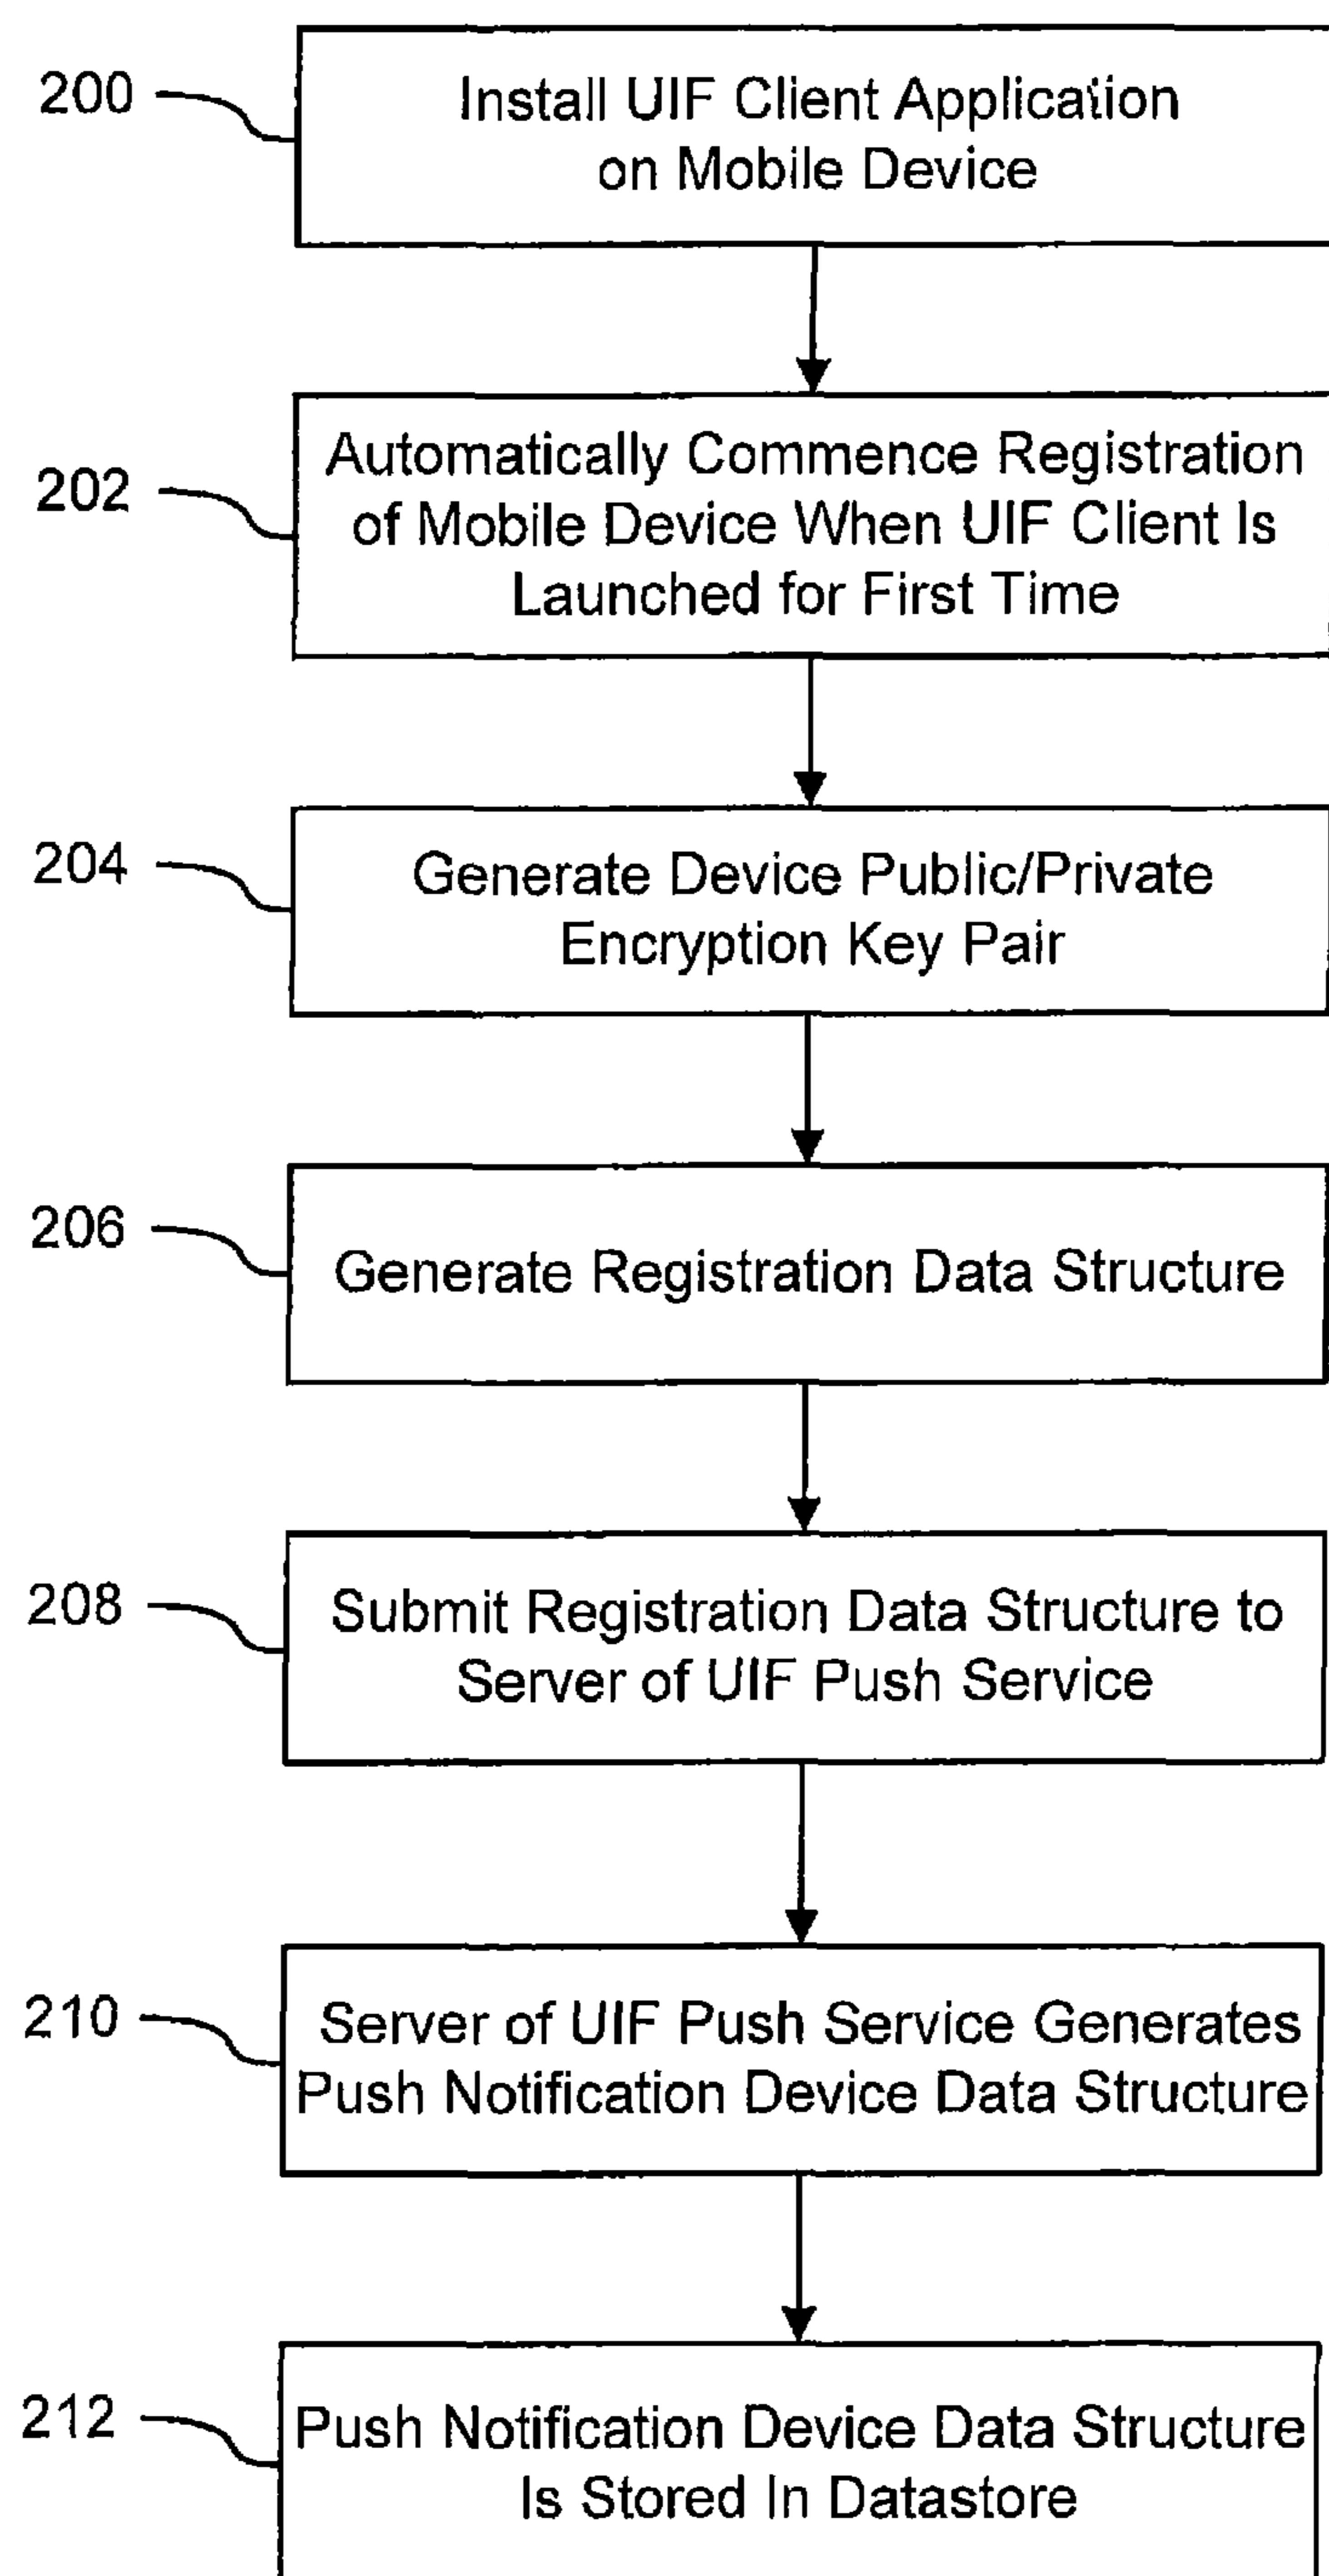 200
Install UIF Client Application
on Mobile Device
202
Automatically Commence Registration
of Mobile Device When UIF Client Is
Launched for First Time
204
Generate Device Public/Private
Encryption Key Pair
206
Generate Registration Data Structure
208
Submit Registration Data Structure to
Server of UIF Push Service
210
Server of UIF Push Service Generates
Push Notification Device Data Structure
212
Push Notification Device Data Structure
Is Stored In Datastore